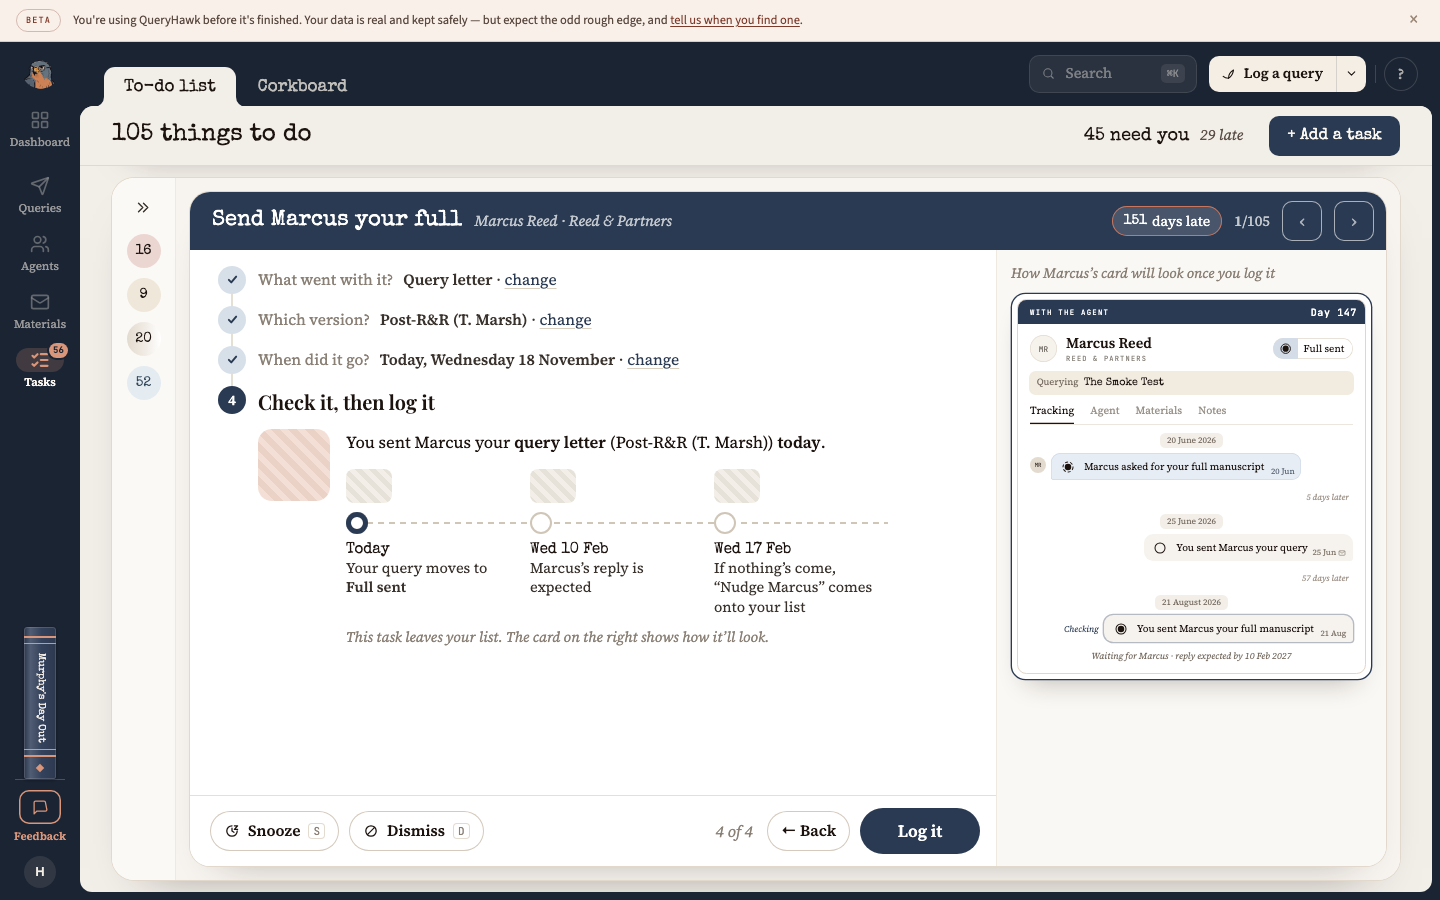 BETA You're using QueryHawk before it's finished. Your data is real and kept safely — but expect the odd rough edge, and tell us when you find one. ×
To-do list Corkboard Search ⌘K Log a query ?
Dashboard
Queries
Agents
Materials
56
Tasks
Murphy's Day Out
Feedback
H
105 things to do 45 need you 29 late + Add a task
»
16
9
20
52
Send Marcus your full Marcus Reed · Reed & Partners 151 days late 1/105 ‹ ›
What went with it? Query letter · change
Which version? Post-R&R (T. Marsh) · change
When did it go? Today, Wednesday 18 November · change
4 Check it, then log it
You sent Marcus your query letter (Post-R&R (T. Marsh)) today.
Today
Your query moves to
Full sent
Wed 10 Feb
Marcus's reply is
expected
Wed 17 Feb
If nothing's come,
“Nudge Marcus” comes
onto your list
This task leaves your list. The card on the right shows how it'll look.
Snooze S Dismiss D 4 of 4 ← Back Log it
How Marcus's card will look once you log it
WITH THE AGENT Day 147
MR Marcus Reed Full sent
REED & PARTNERS
Querying The Smoke Test
Tracking Agent Materials Notes
20 June 2026
MR Marcus asked for your full manuscript 20 Jun
5 days later
25 June 2026
You sent Marcus your query 25 Jun
57 days later
21 August 2026
Checking You sent Marcus your full manuscript 21 Aug
Waiting for Marcus · reply expected by 10 Feb 2027